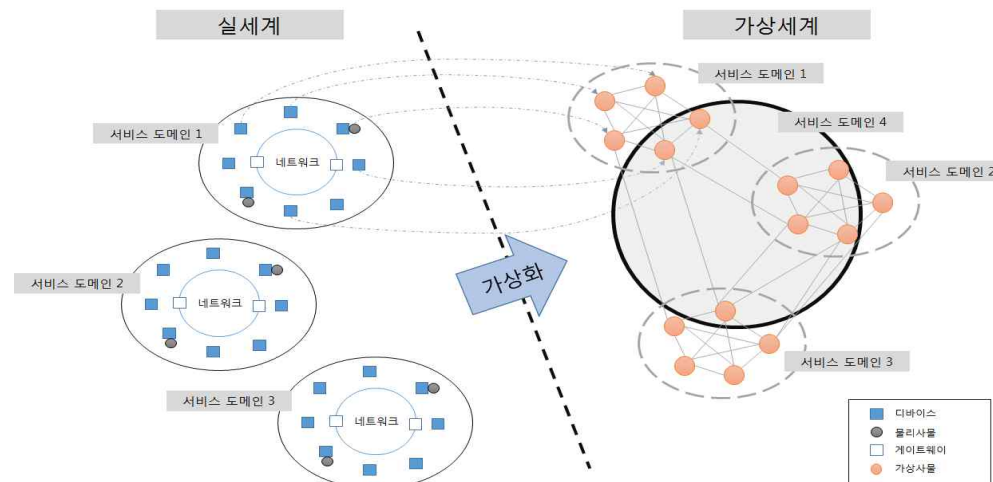 실세계
가상세계
서비스 도메인 1
네트워크
서비스 도메인 2
네트워크
서비스 도메인 3
네트워크
가상화
서비스 도메인 1
서비스 도메인 4
서비스 도메인 2
서비스 도메인 3
디바이스
물리사물
게이트웨이
가상사물